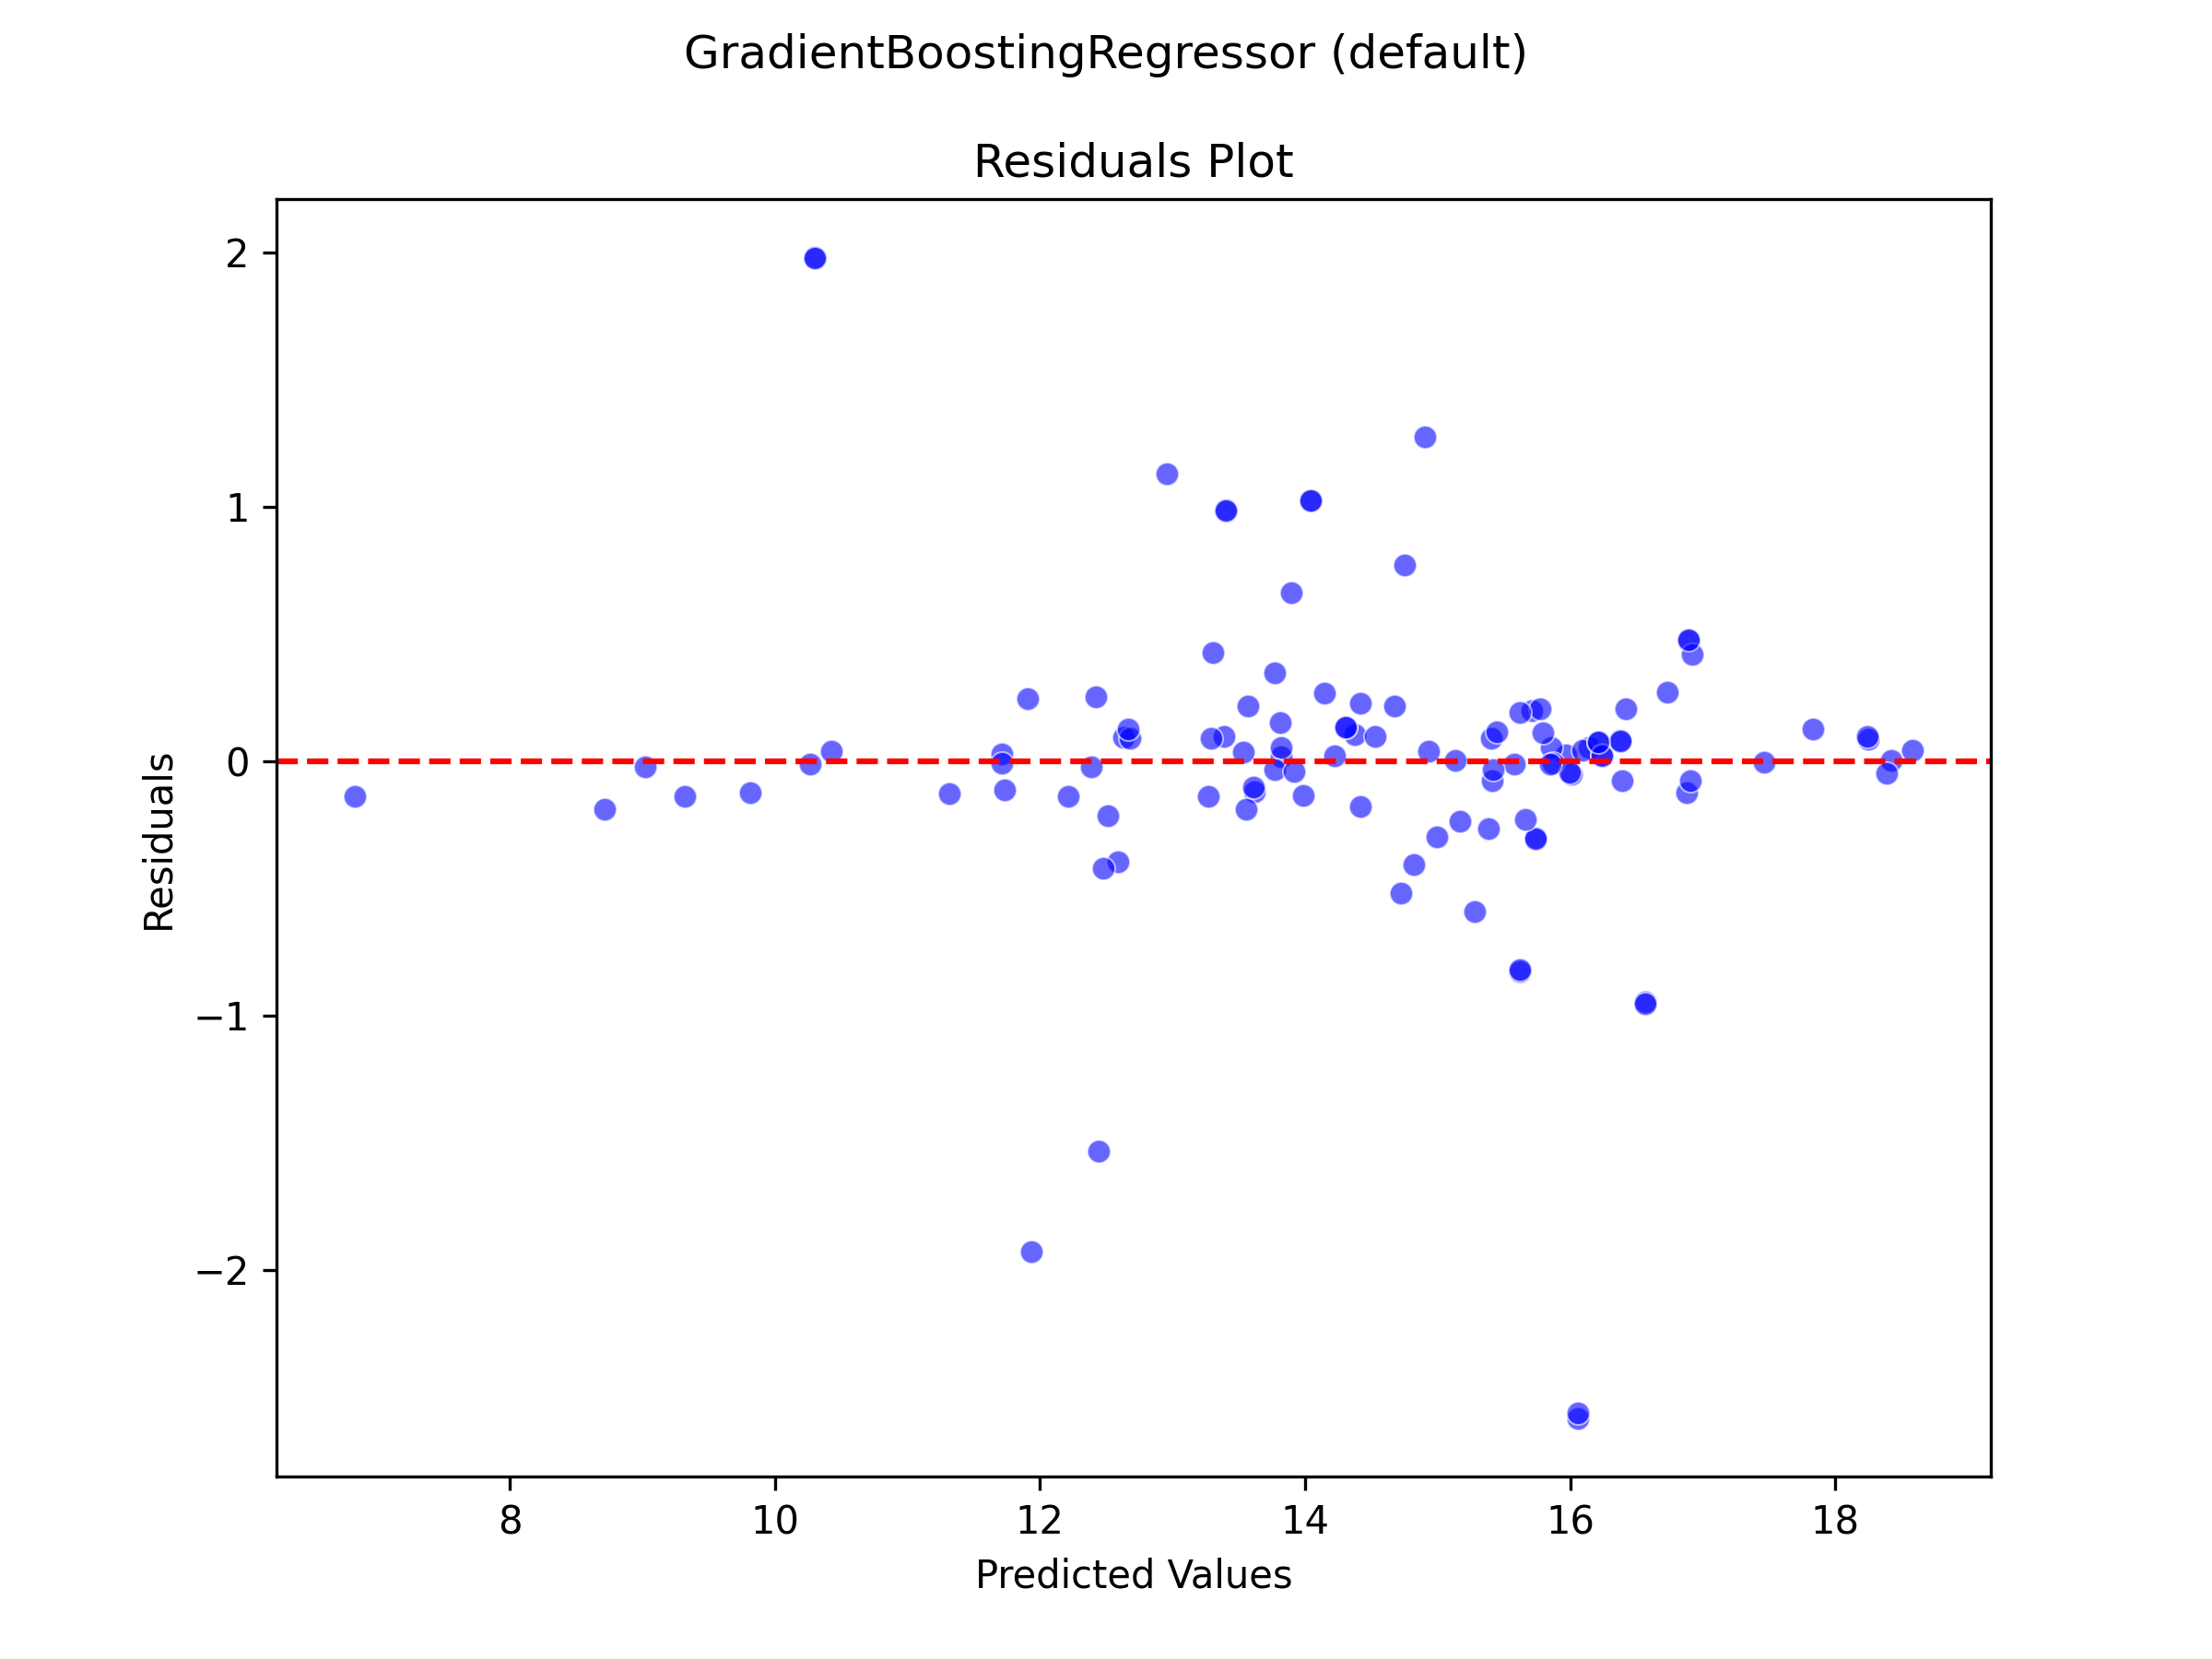 GradientBoostingRegressor (default)
Residuals Plot
2
1
0
−1
−2
Residuals
8 10 12 14 16 18
Predicted Values